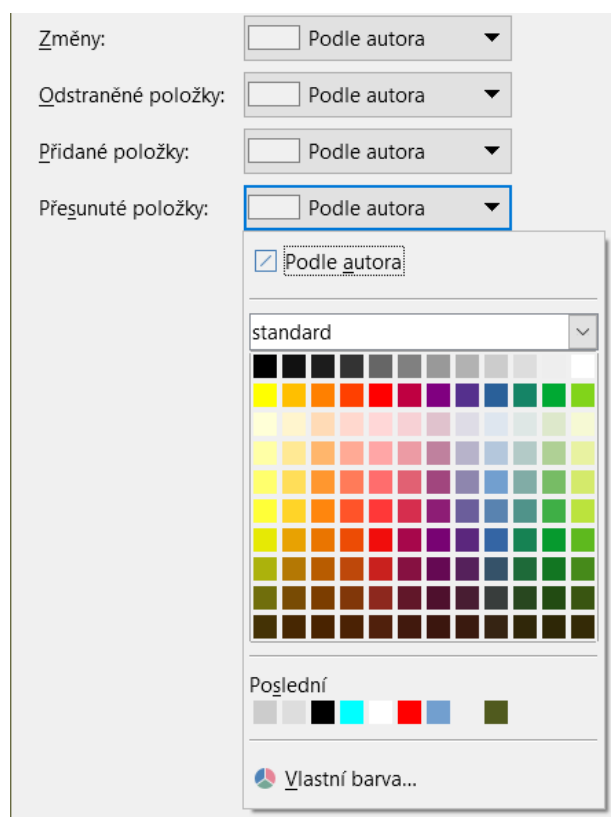 Změny: Podle autora
Odstraněné položky: Podle autora
Přidané položky: Podle autora
Přesunuté položky: Podle autora
Podle autora
standard
Poslední
Vlastní barva...